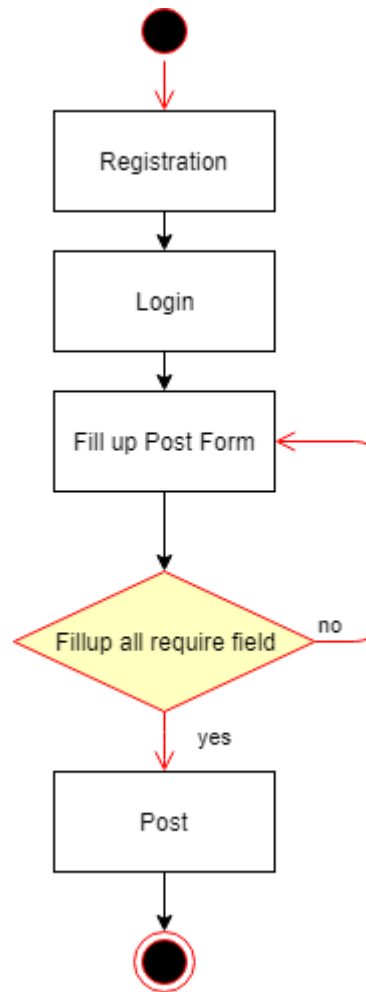 Registration
Login
Fill up Post Form
Fillup all require field
no
yes
Post